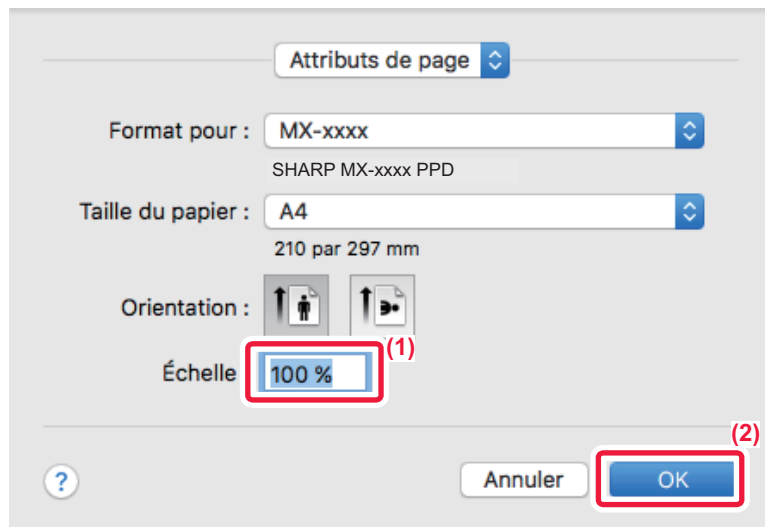 Attributs de page
Format pour : MX-xxxx
SHARP MX-xxxx PPD
Taille du papier : A4
210 par 297 mm
Orientation :
(1)
Échelle 100 %
(2)
? Annuler OK